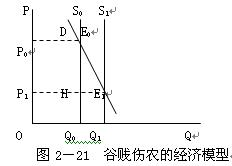 P S₀ S₁
D E₀
P₀
P₁ H E₁
O Q₀ Q₁ Q
图 2—21 谷贱伤农的经济模型